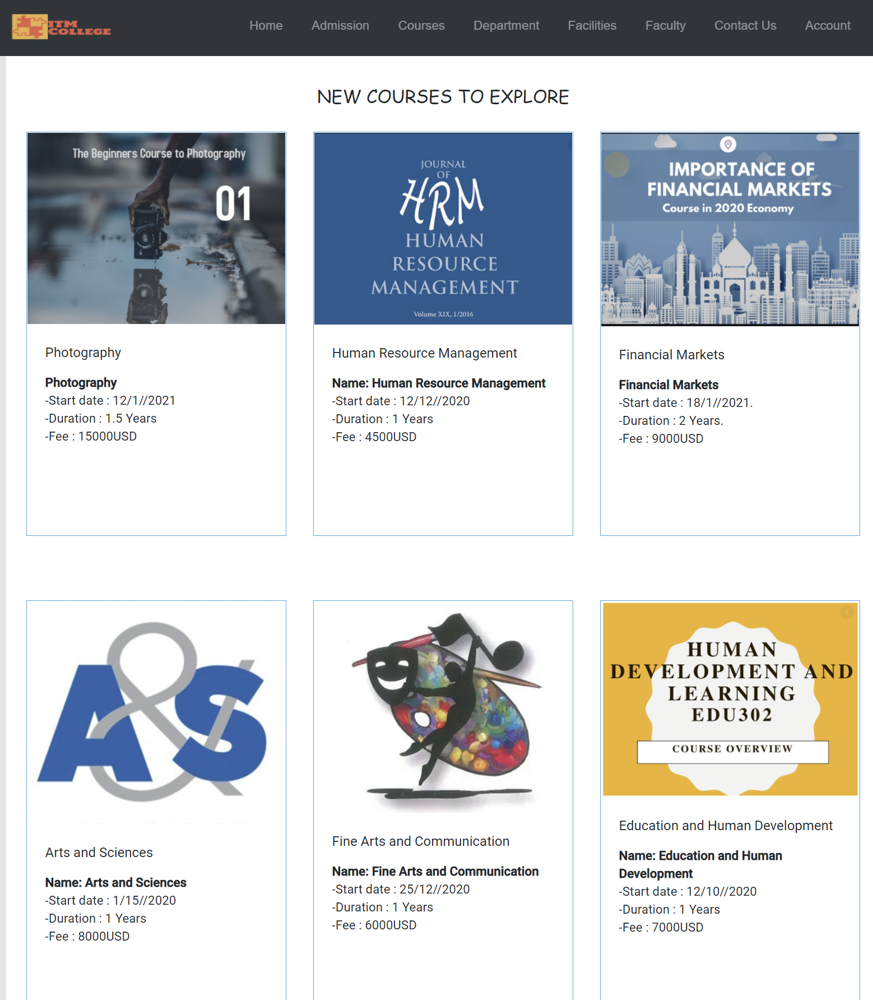 ITM
COLLEGE
Home Admission Courses Department Facilities Faculty Contact Us Account
NEW COURSES TO EXPLORE
The Beginners Course to Photography
01
Photography
Photography
-Start date : 12/1//2021
-Duration : 1.5 Years
-Fee : 15000USD
JOURNAL
OF
HRM
HUMAN
RESOURCE
MANAGEMENT
Volume XIX, 1/2016
Human Resource Management
Name: Human Resource Management
-Start date : 12/12//2020
-Duration : 1 Years
-Fee : 4500USD
IMPORTANCE OF
FINANCIAL MARKETS
Course in 2020 Economy
Financial Markets
Financial Markets
-Start date : 18/1//2021.
-Duration : 2 Years.
-Fee : 9000USD
A&S
Arts and Sciences
Name: Arts and Sciences
-Start date : 1/15//2020
-Duration : 1 Years
-Fee : 8000USD
Fine Arts and Communication
Name: Fine Arts and Communication
-Start date : 25/12//2020
-Duration : 1 Years
-Fee : 6000USD
HUMAN
DEVELOPMENT AND
LEARNING
EDU302
COURSE OVERVIEW
Education and Human Development
Name: Education and Human
Development
-Start date : 12/10//2020
-Duration : 1 Years
-Fee : 7000USD